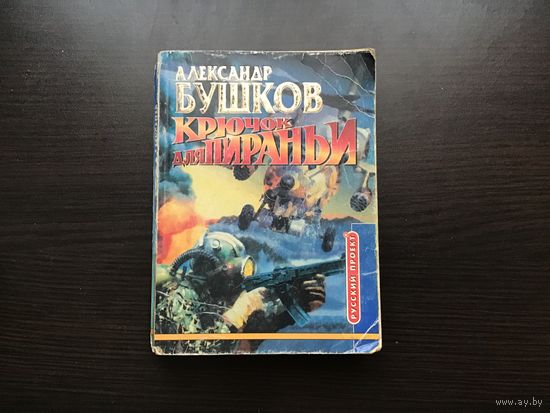 АЛЕКСАНДР
БУШКОВ
КРЮЧОК
ДЛЯ ПИРАНЬИ
РУССКИЙ ПРОЕКТ
www.ay.by